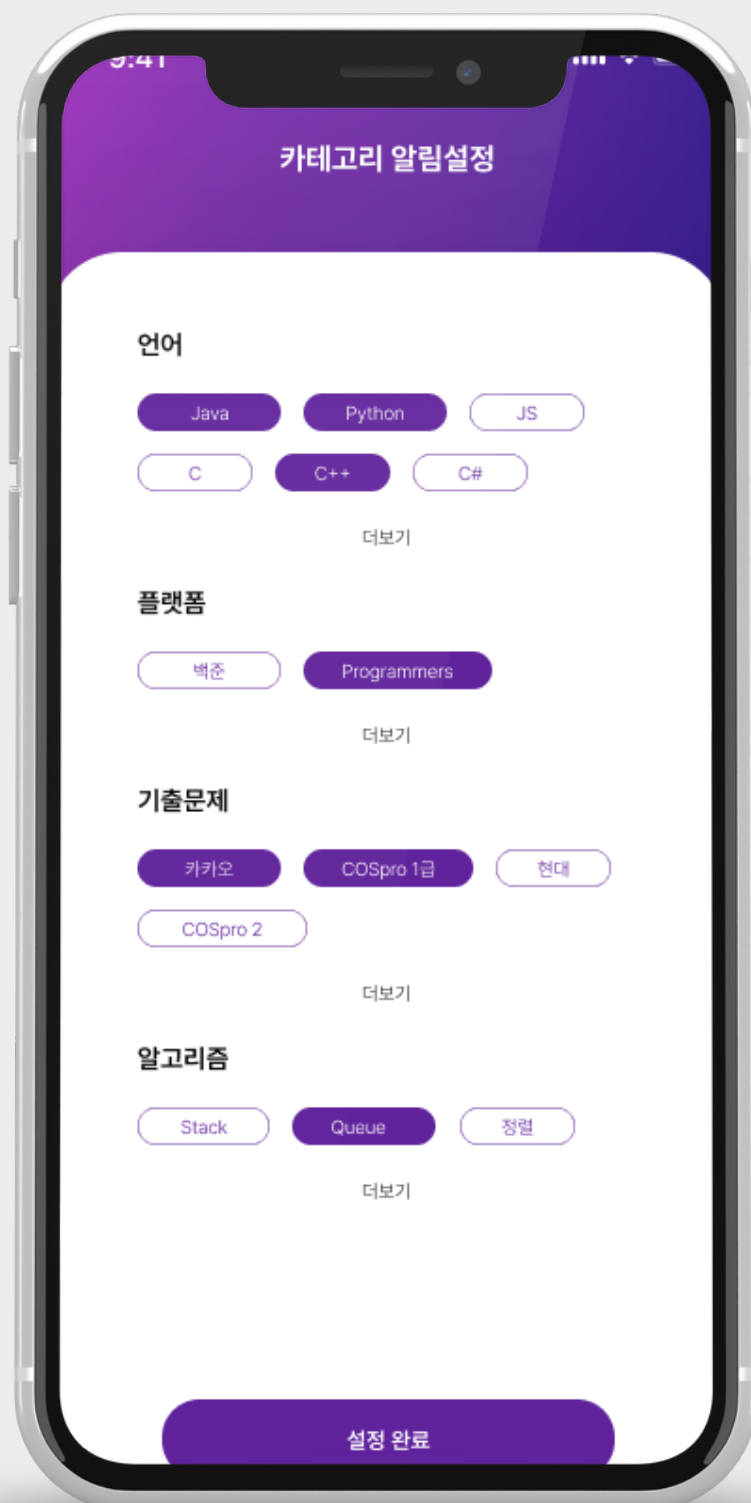 9:41
카테고리 알림설정
언어
Java Python JS
C C++ C#
더보기
플랫폼
백준 Programmers
더보기
기출문제
카카오 COSpro 1급 현대
COSpro 2
더보기
알고리즘
Stack Queue 정렬
더보기
설정 완료